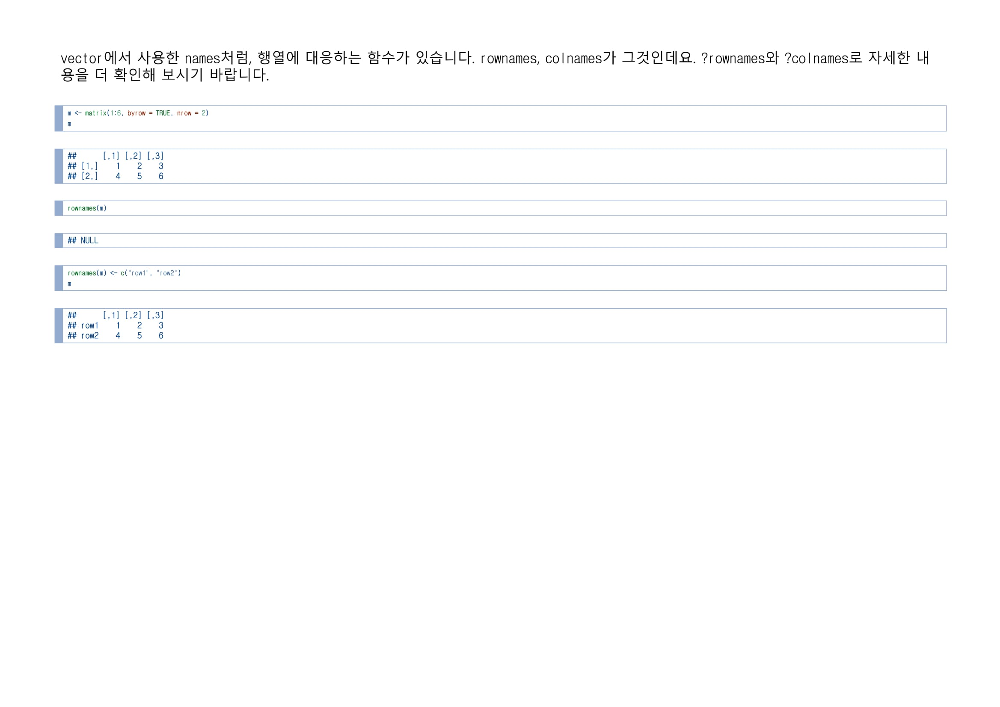 vector에서 사용한 names처럼, 행열에 대응하는 함수가 있습니다. rownames, colnames가 그것인데요. ?rownames와 ?colnames로 자세한 내
용을 더 확인해 보시기 바랍니다.
m <- matrix(1:6, byrow = TRUE, nrow = 2)
m
##      [,1] [,2] [,3]
## [1,]    1    2    3
## [2,]    4    5    6
rownames(m)
## NULL
rownames(m) <- c("row1", "row2")
m
##      [,1] [,2] [,3]
## row1    1    2    3
## row2    4    5    6